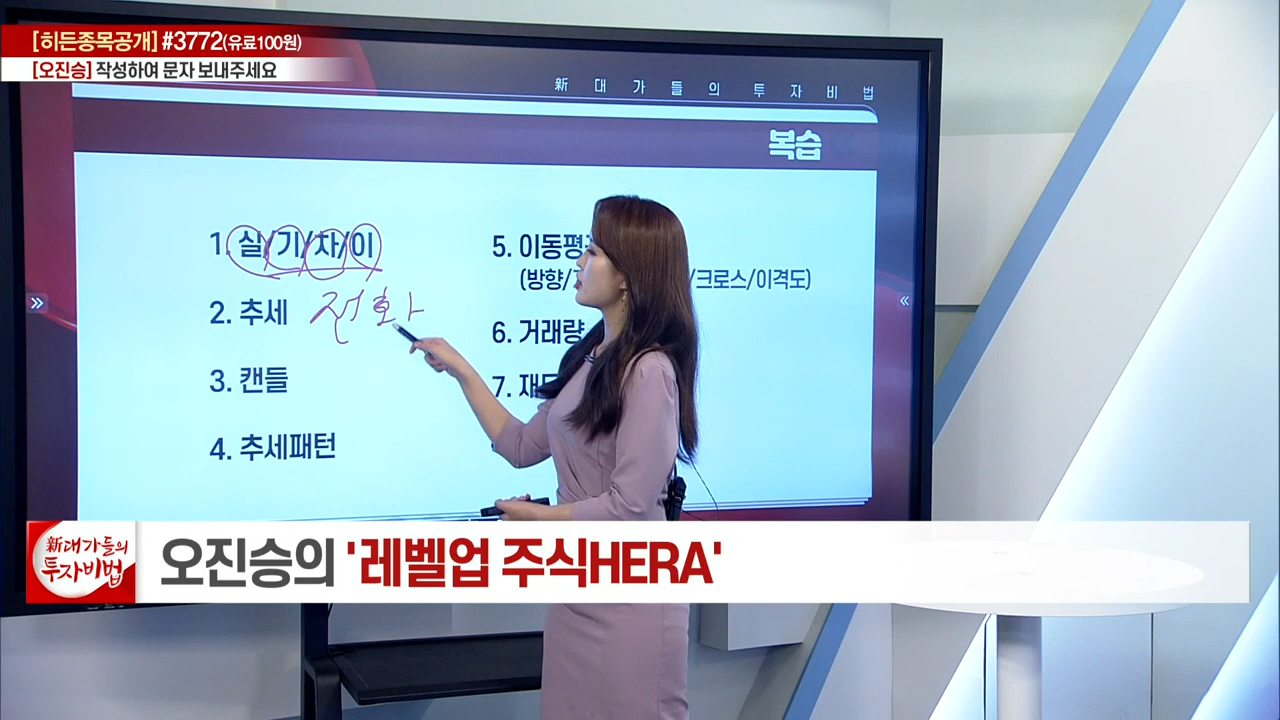 [히든종목공개] #3772(유료100원)
[오진승] 작성하여 문자 보내주세요
新 대 가 들 의 투 자 비 법
복습
1. 실/기/차/이
2. 추세 전환
3. 캔들
4. 추세패턴
5. 이동평
(방향/ /크로스/이격도)
6. 거래량
7. 재
新대가들의
투자비법
오진승의 '레벨업 주식HERA'